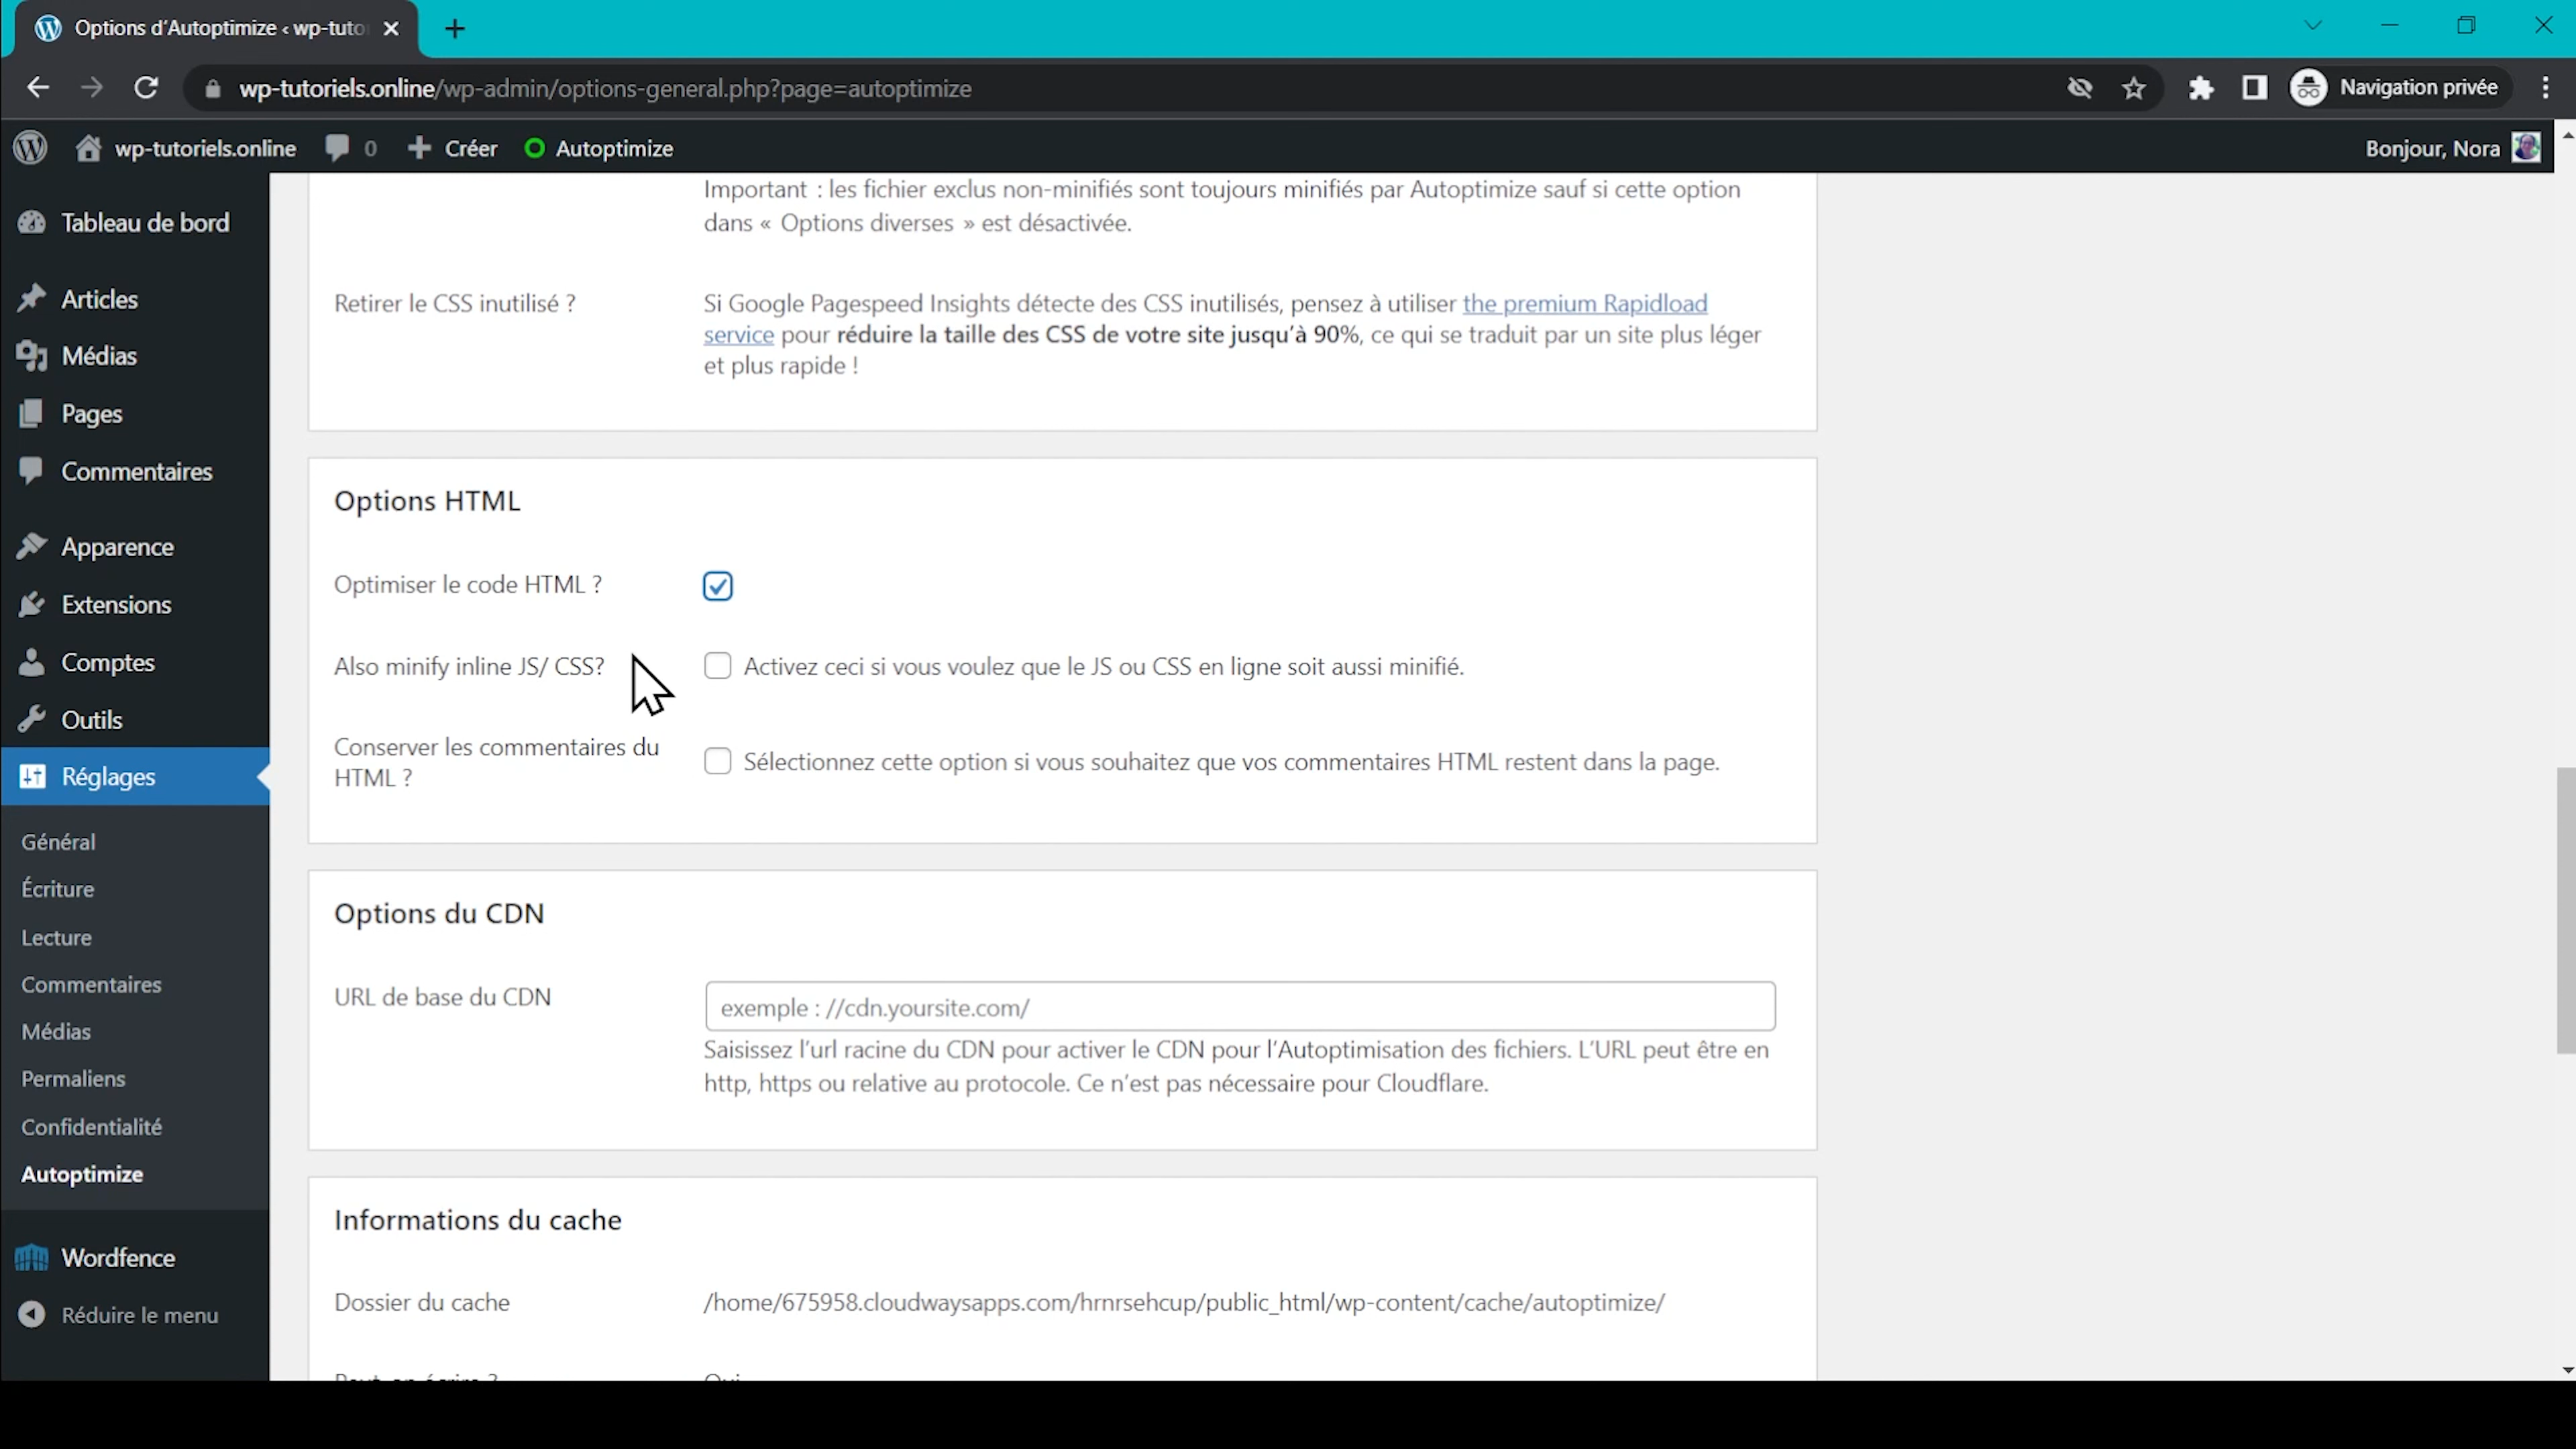 Options d'Autoptimize ‹ wp-tuto
wp-tutoriels.online/wp-admin/options-general.php?page=autoptimize
Navigation privée
wp-tutoriels.online
0
Créer
Autoptimize
Bonjour, Nora
Tableau de bord
Articles
Médias
Pages
Commentaires
Apparence
Extensions
Comptes
Outils
Réglages
Général
Écriture
Lecture
Commentaires
Médias
Permaliens
Confidentialité
Autoptimize
Wordfence
Réduire le menu
Important : les fichier exclus non-minifiés sont toujours minifiés par Autoptimize sauf si cette option
dans « Options diverses » est désactivée.
Retirer le CSS inutilisé ?
Si Google Pagespeed Insights détecte des CSS inutilisés, pensez à utiliser the premium Rapidload
service pour réduire la taille des CSS de votre site jusqu'à 90%, ce qui se traduit par un site plus léger
et plus rapide !
Options HTML
Optimiser le code HTML ?
Also minify inline JS/ CSS?
Activez ceci si vous voulez que le JS ou CSS en ligne soit aussi minifié.
Conserver les commentaires du
HTML ?
Sélectionnez cette option si vous souhaitez que vos commentaires HTML restent dans la page.
Options du CDN
URL de base du CDN
exemple : //cdn.yoursite.com/
Saisissez l'url racine du CDN pour activer le CDN pour l'Autoptimisation des fichiers. L'URL peut être en
http, https ou relative au protocole. Ce n'est pas nécessaire pour Cloudflare.
Informations du cache
Dossier du cache
/home/675958.cloudwaysapps.com/hrnrsehcup/public_html/wp-content/cache/autoptimize/